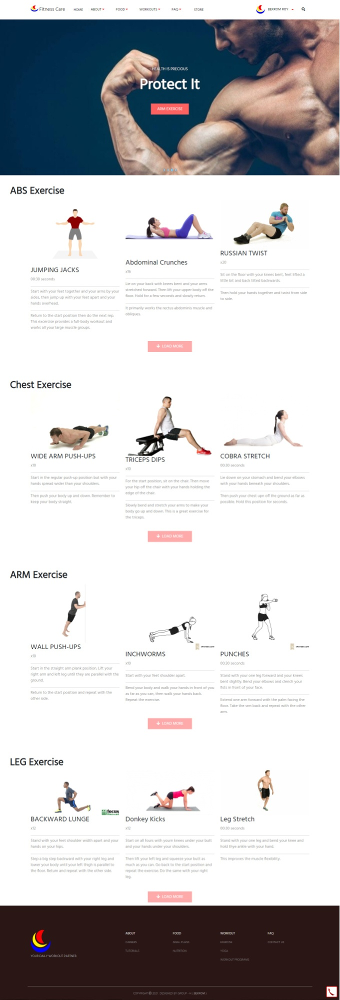 Fitness Care
HOME
ABOUT
FOOD
WORKOUTS
FAQ
STORE
BEKROM ROY
HEALTH IS PRECIOUS
Protect It
ARM EXERCISE
ABS Exercise
JUMPING JACKS
00:30 seconds
Start with your feet together and your arms by your
sides, then jump up with your feet apart and your
hands overhead.
Return to the start position then do the next rep.
This excercise provides a full-body workout and
works all your large muscle groups.
Abdominal Crunches
x16
Lie on your back with knees bent and your arms
stretched forward. Then lift your upper body off the
floor. Hold for a few seconds and slowly return.
It primarily works the rectus abdominis muscle and
obliques.
RUSSIAN TWIST
x20
Sit on the floor with your knees bent, feet lifted a
little bit and back tilted backwards.
Then hold your hands together and twist from side
to side.
LOAD MORE
Chest Exercise
WIDE ARM PUSH-UPS
x10
Start in the regular push-up position but with your
hands spread wider than your shoulders.
Then push your body up and down. Remember to
keep your body straight.
TRICEPS DIPS
x10
For the start position, sit on the chair. Then move
your hip off the chair with your hands holding the
edge of the chair.
Slowly bend and stretch your arms to make your
body go up and down. This is a great exercise for
the triceps.
COBRA STRETCH
00:30 seconds
Lie down on your stomach and bend your elbows
with your hands beneath your shoulders.
Then push your chest upn off the ground as far as
possible. Hold this position for seconds.
LOAD MORE
ARM Exercise
WALL PUSH-UPS
x10
Start in the straight arm plank position. Lift your
right arm and left leg until they are parallel with the
ground.
Return to the start position and repeat with the
other side.
SPOTEBI.COM
INCHWORMS
x10
Start with your feet shoulder apart.
Bend your body and walk your hands in front of you
as far as you can, then walk your hands back.
Repeat the exercise.
SPOTEBI.COM
PUNCHES
00:30 seconds
Stand with your one leg forward and your knees
bent slightly. Bend your elbows and clench your
fists in front of your face.
Extend one arm forward with the palm facing the
floor. Take the srm back and repeat with the other
arm.
LOAD MORE
LEG Exercise
focus
BACKWARD LUNGE
x12
Stand with your feet shoulder width apart and your
hands on your hips.
Step a big step backward with your right leg and
lower your body until your left thigh is parallel to
the floor. Return and repeat with the other side.
Donkey Kicks
x12
Start on all fours with yourn knees under your butt
and your hands under your shoulders.
Then lift your left leg and squeeze your butt as
much as you can. Go back to the start position and
repeat the exercise. Do the same with your right
leg.
Leg Stretch
00:30 seconds
Stand with your one leg and bend your knee and
hold thye ankle with your hand.
This improves the muscle flexibility.
LOAD MORE
YOUR DAILY WORKOUT PARTNER
ABOUT
CAREERS
TUTORIALS
FOOD
MEAL PLANS
NUTRITION
WORKOUT
EXERCISE
YOGA
WORKOUT PROGRAMS
FAQ
CONTACT US
COPYRIGHT © 2021. DESIGNED BY GROUP -14 ( BEKROM )